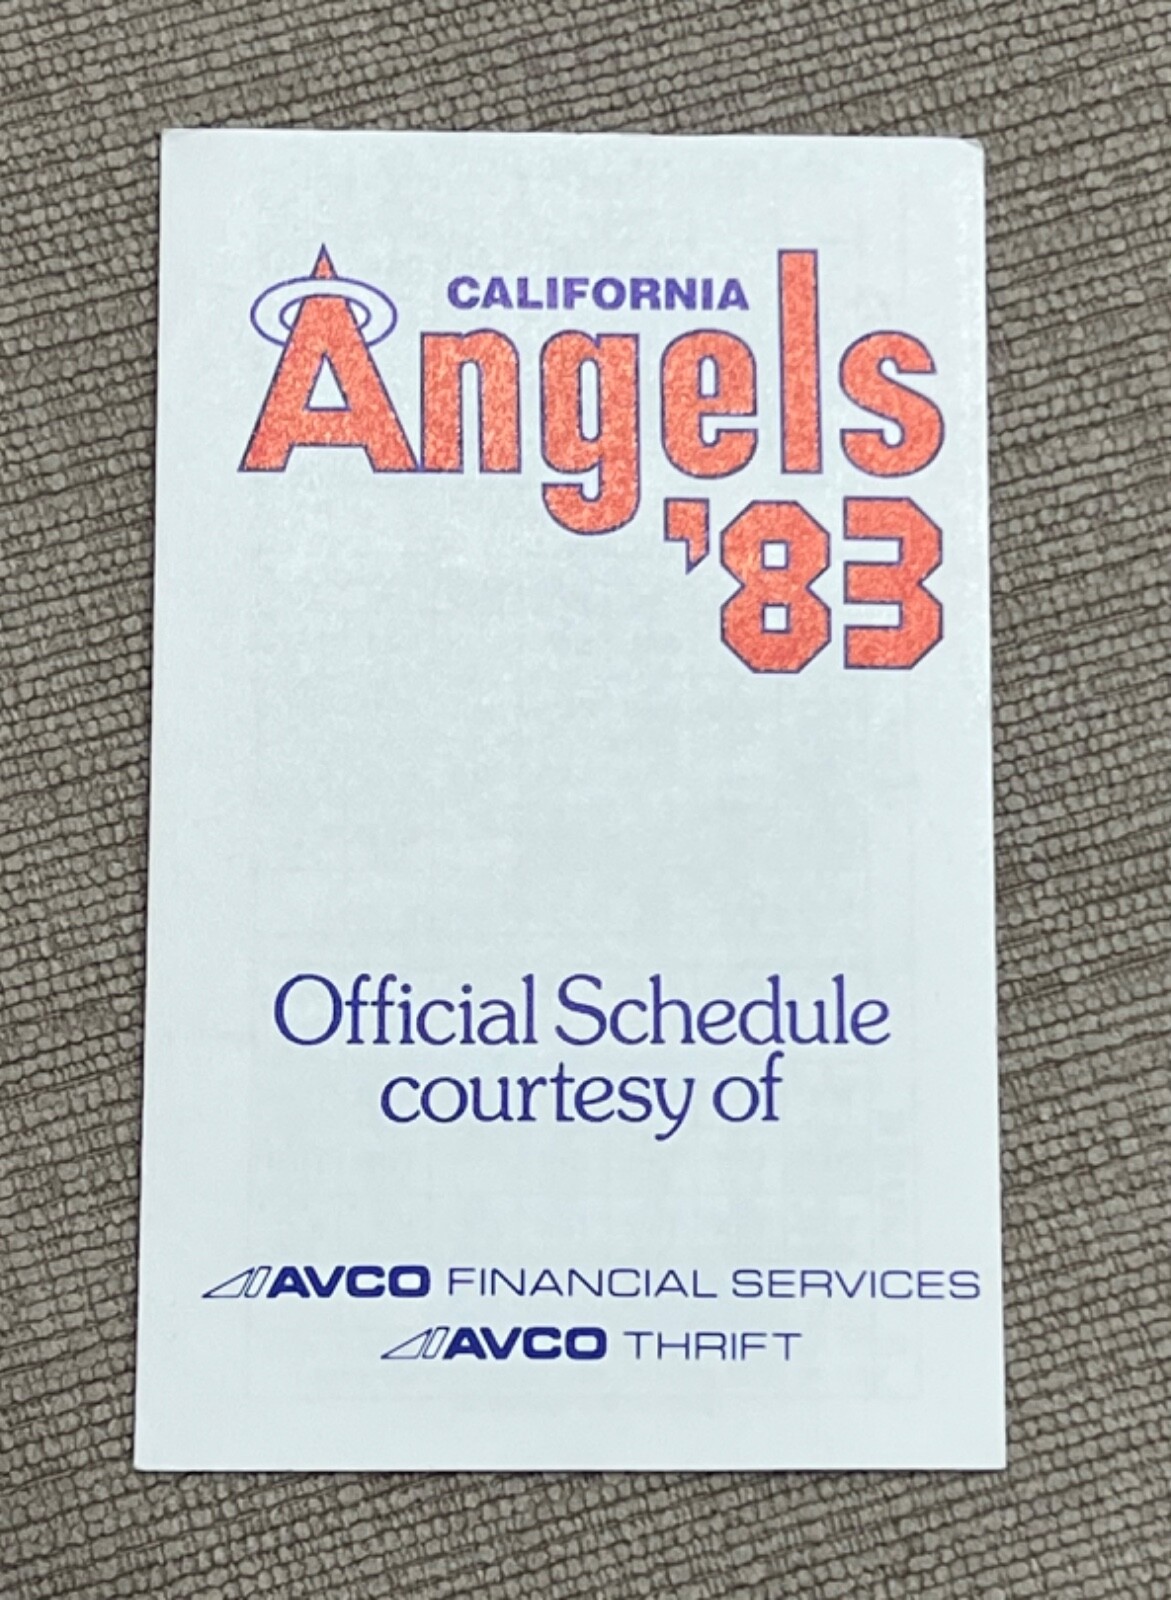 CALIFORNIA
Angels
'83
Official Schedule
courtesy of
AVCO FINANCIAL SERVICES
AVCO THRIFT